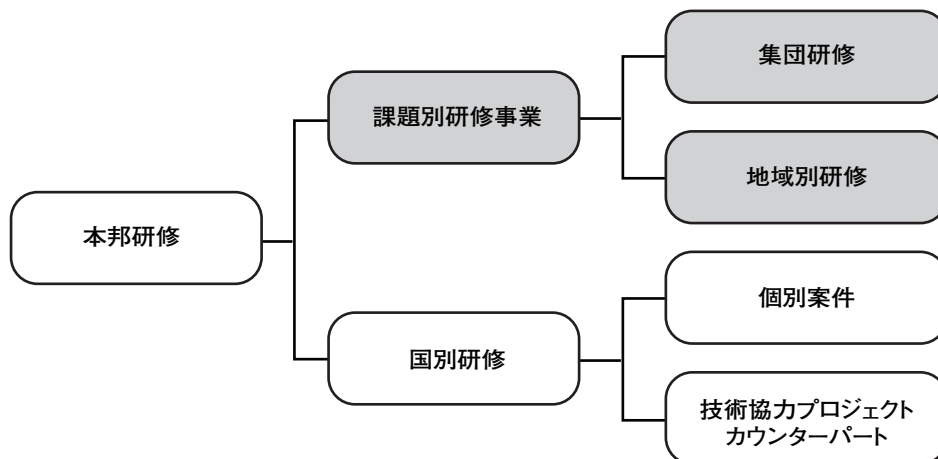 本邦研修
課題別研修事業
集団研修
地域別研修
国別研修
個別案件
技術協力プロジェクト
カウンターパート